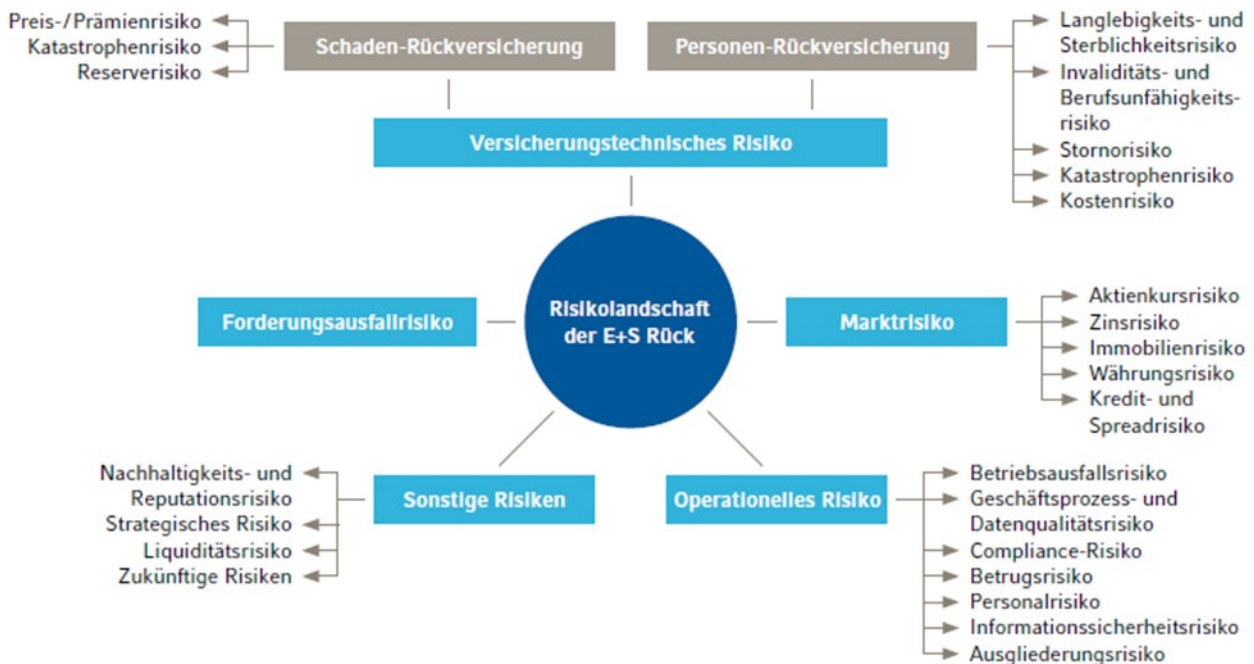 Preis-/Prämienrisiko
Katastrophenrisiko
Reserverisiko
Schaden-Rückversicherung
Personen-Rückversicherung
Langlebigkeits- und
Sterblichkeitsrisiko
Invaliditäts- und
Berufsunfähigkeits-
risiko
Stornorisiko
Katastrophenrisiko
Kostenrisiko
Versicherungstechnisches Risiko
Forderungsausfallrisiko
Risikolandschaft
der E+S Rück
Marktrisiko
Aktienkursrisiko
Zinsrisiko
Immobilienrisiko
Währungsrisiko
Kredit- und
Spreadrisiko
Nachhaltigkeits- und
Reputationsrisiko
Strategisches Risiko
Liquiditätsrisiko
Zukünftige Risiken
Sonstige Risiken
Operationelles Risiko
Betriebsausfallsrisiko
Geschäftsprozess- und
Datenqualitätsrisiko
Compliance-Risiko
Betrugsrisiko
Personalrisiko
Informationssicherheitsrisiko
Ausgliederungsrisiko